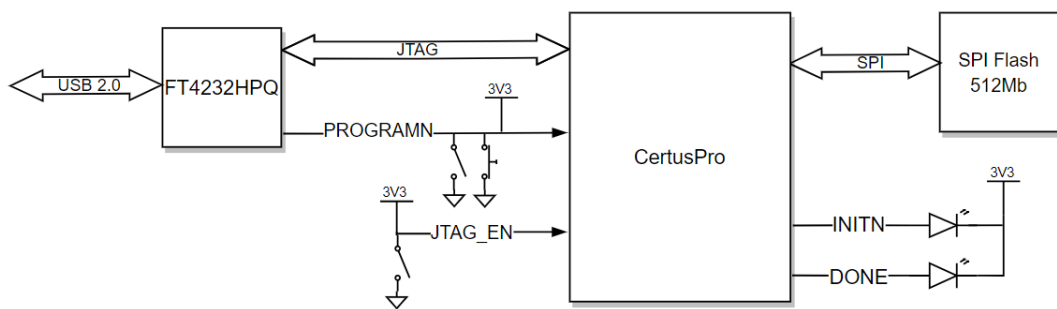 USB 2.0
FT4232HPQ
JTAG
PROGRAMN
3V3
3V3
JTAG_EN
CertusPro
SPI
SPI Flash
512Mb
3V3
INITN
DONE